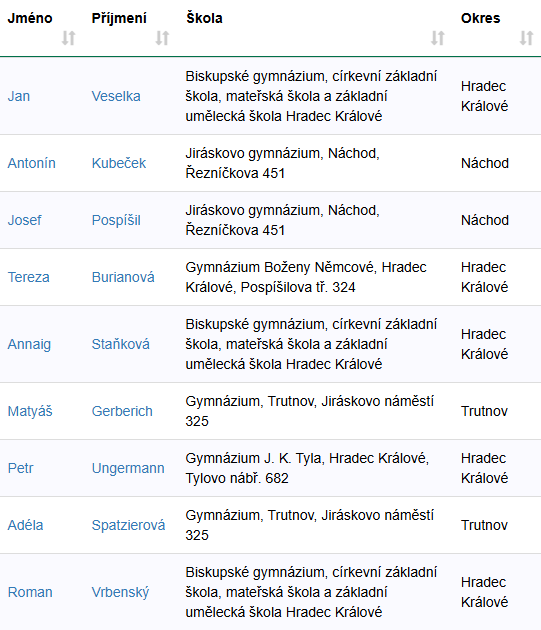 Jméno Příjmení Škola Okres
Jan Veselka Biskupské gymnázium, církevní základní škola, mateřská škola a základní umělecká škola Hradec Králové Hradec Králové
Antonín Kubeček Jiráskovo gymnázium, Náchod, Řezníčkova 451 Náchod
Josef Pospíšil Jiráskovo gymnázium, Náchod, Řezníčkova 451 Náchod
Tereza Burianová Gymnázium Boženy Němcové, Hradec Králové, Pospíšilova tř. 324 Hradec Králové
Annaig Staňková Biskupské gymnázium, církevní základní škola, mateřská škola a základní umělecká škola Hradec Králové Hradec Králové
Matyáš Gerberich Gymnázium, Trutnov, Jiráskovo náměstí 325 Trutnov
Petr Ungermann Gymnázium J. K. Tyla, Hradec Králové, Tylovo nábř. 682 Hradec Králové
Adéla Spatzierová Gymnázium, Trutnov, Jiráskovo náměstí 325 Trutnov
Roman Vrbenský Biskupské gymnázium, církevní základní škola, mateřská škola a základní umělecká škola Hradec Králové Hradec Králové